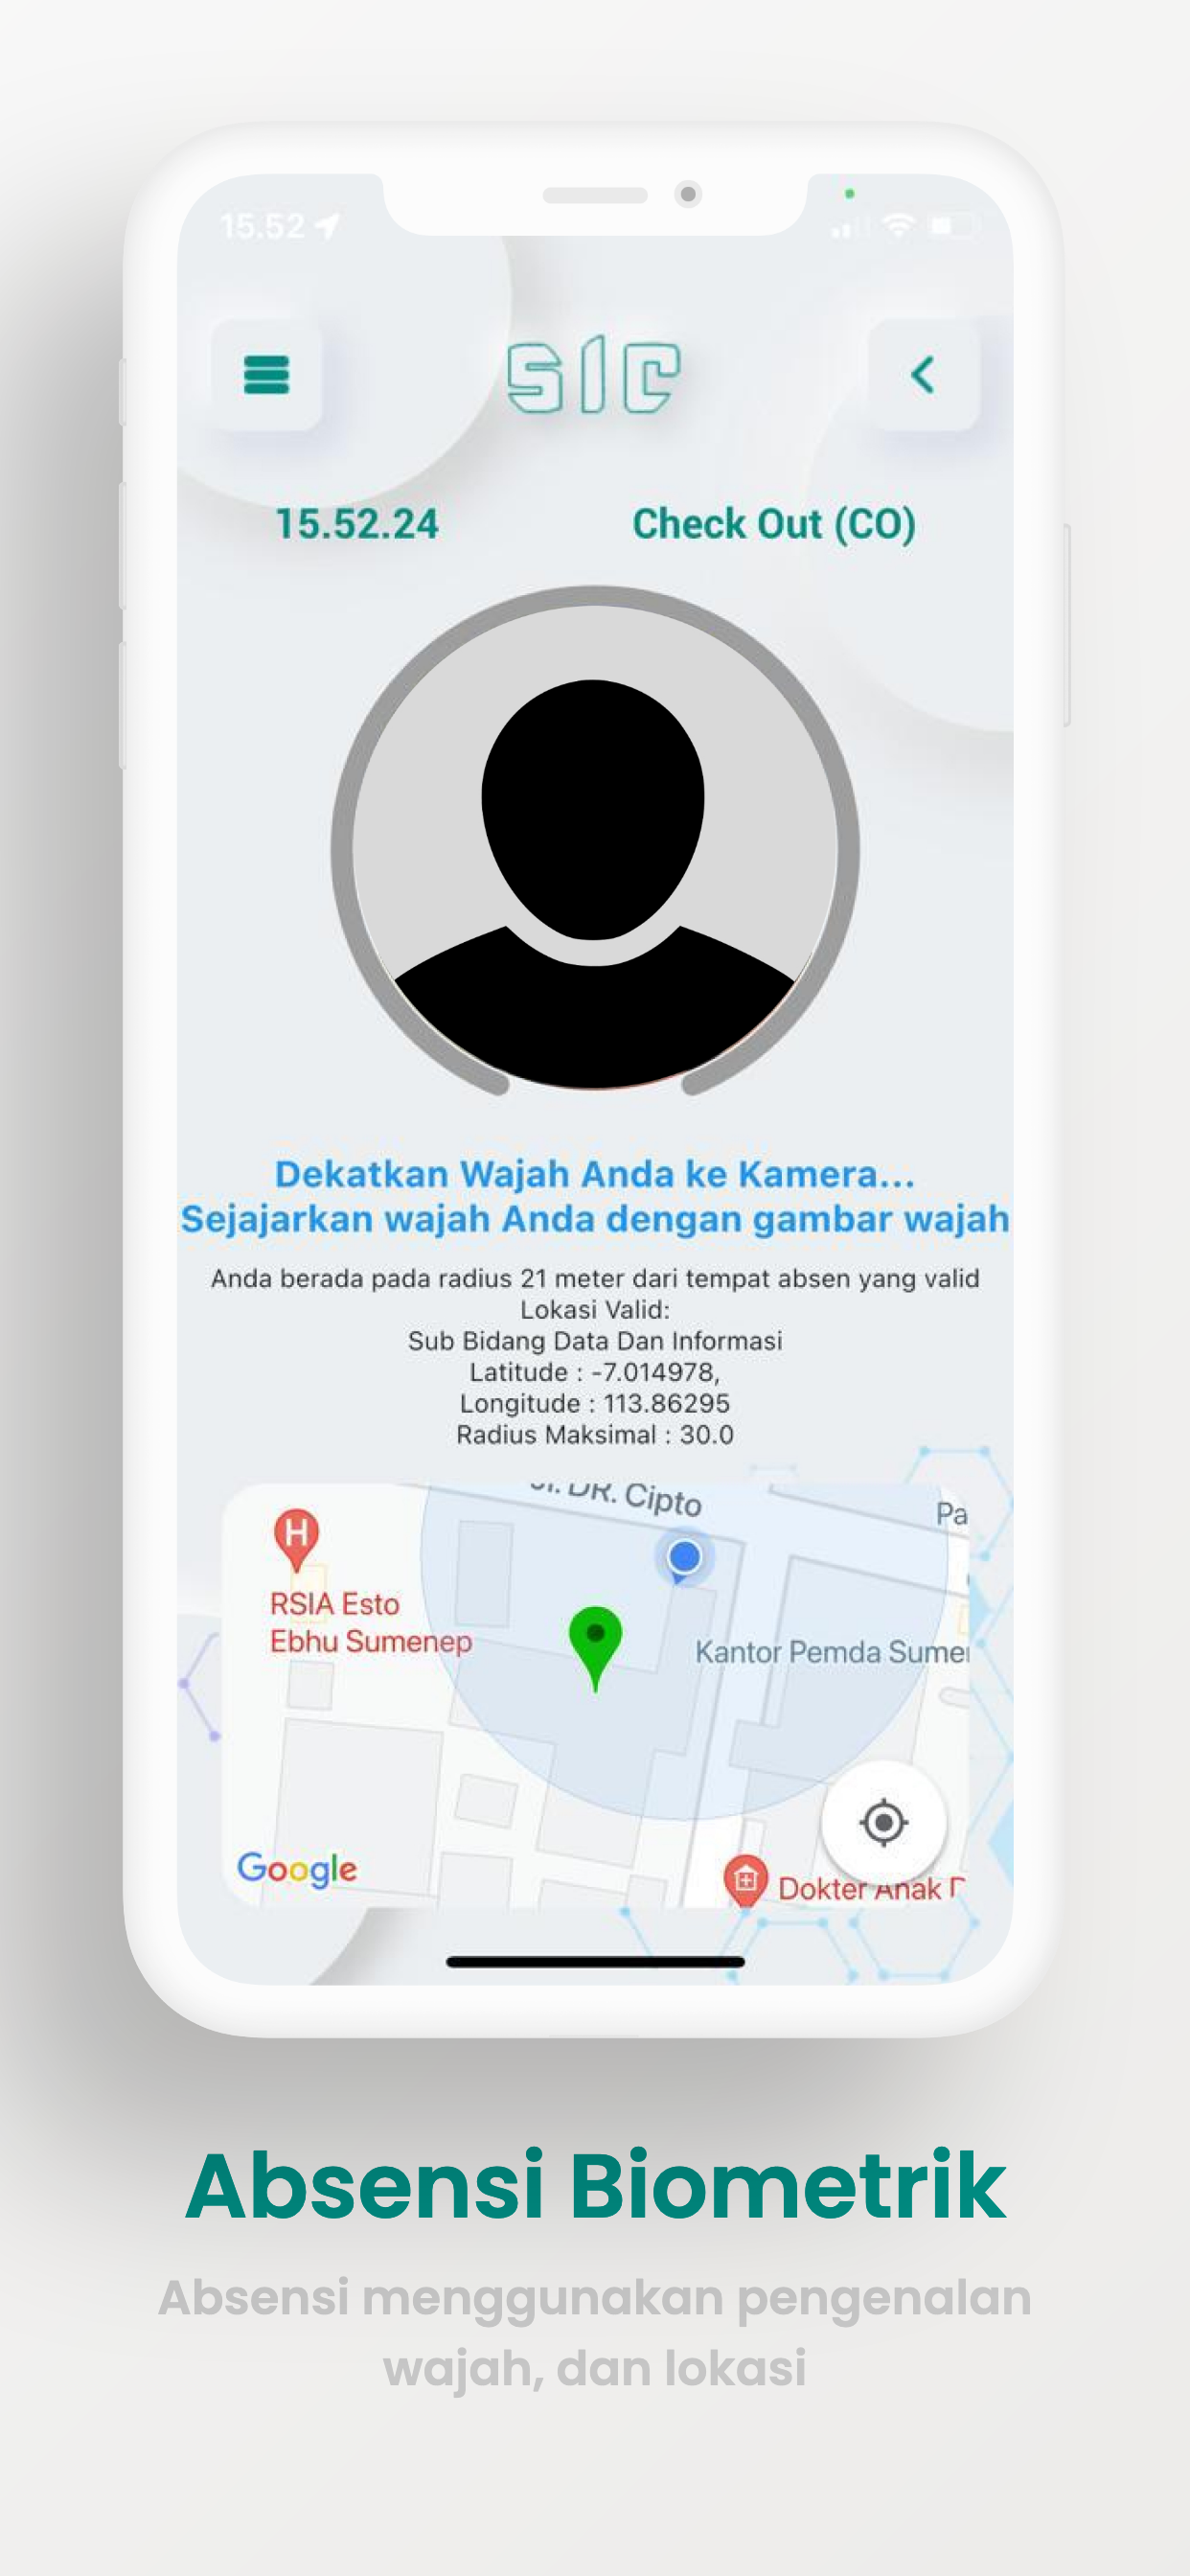 15.52
SIC
15.52.24
Check Out (CO)
Dekatkan Wajah Anda ke Kamera...
Sejajarkan wajah Anda dengan gambar wajah
Anda berada pada radius 21 meter dari tempat absen yang valid
Lokasi Valid:
Sub Bidang Data Dan Informasi
Latitude : -7.014978,
Longitude : 113.86295
Radius Maksimal : 30.0
Jl. DR. Cipto
Pa
H
RSIA Esto
Ebhu Sumenep
Kantor Pemda Sume
Google
Dokter Anak
Absensi Biometrik
Absensi menggunakan pengenalan
wajah, dan lokasi